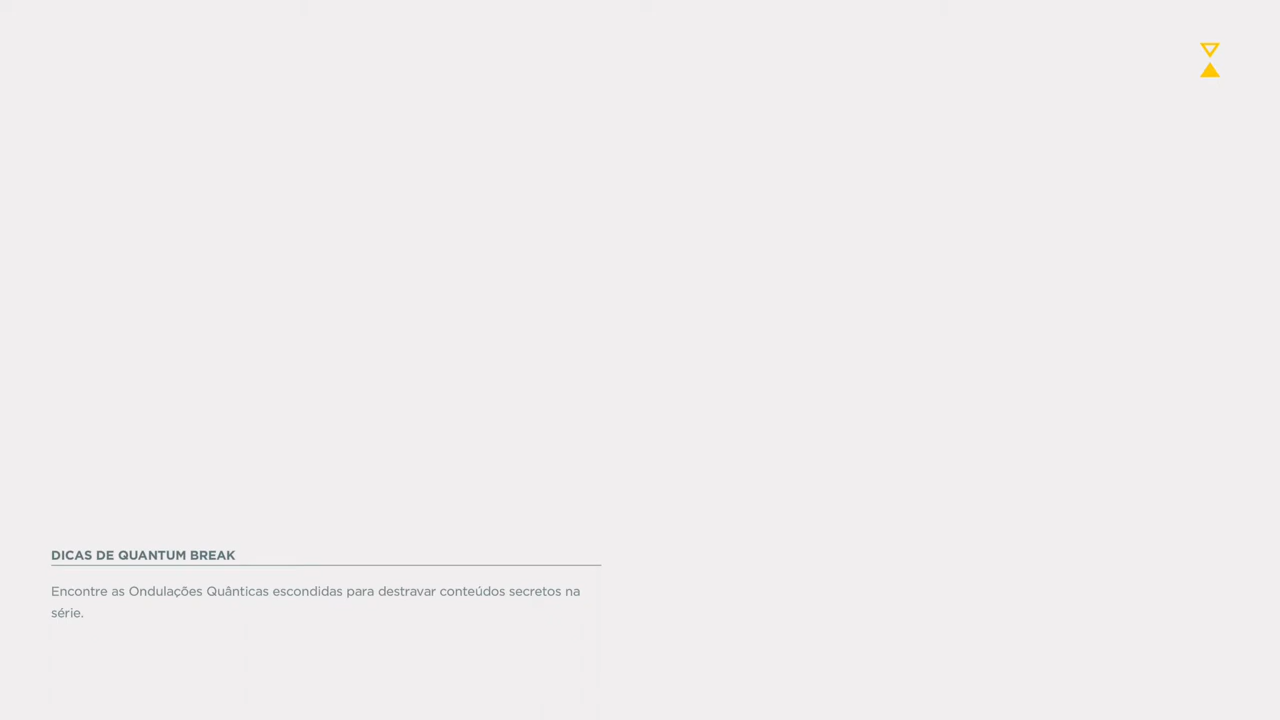 DICAS DE QUANTUM BREAK
Encontre as Ondulações Quânticas escondidas para destravar conteúdos secretos na
série.